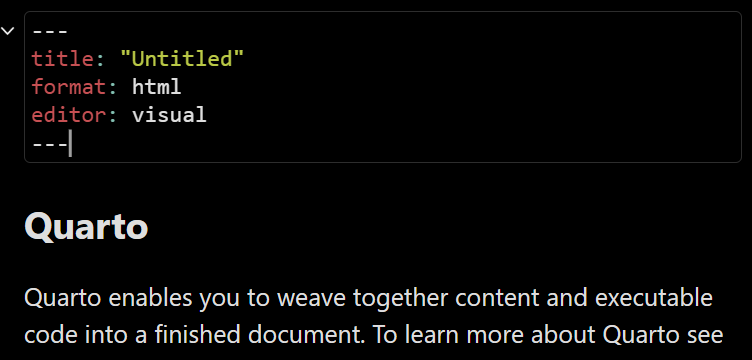 ---
title: "Untitled"
format: html
editor: visual
---
Quarto
Quarto enables you to weave together content and executable
code into a finished document. To learn more about Quarto see